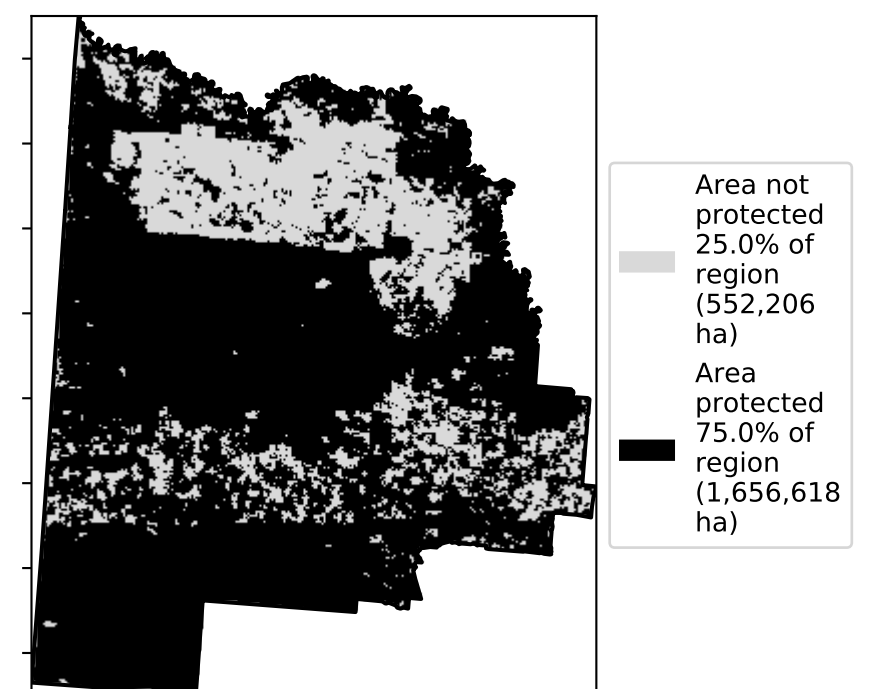 Area not
protected
25.0% of
region
(552,206
ha)
Area
protected
75.0% of
region
(1,656,618
ha)